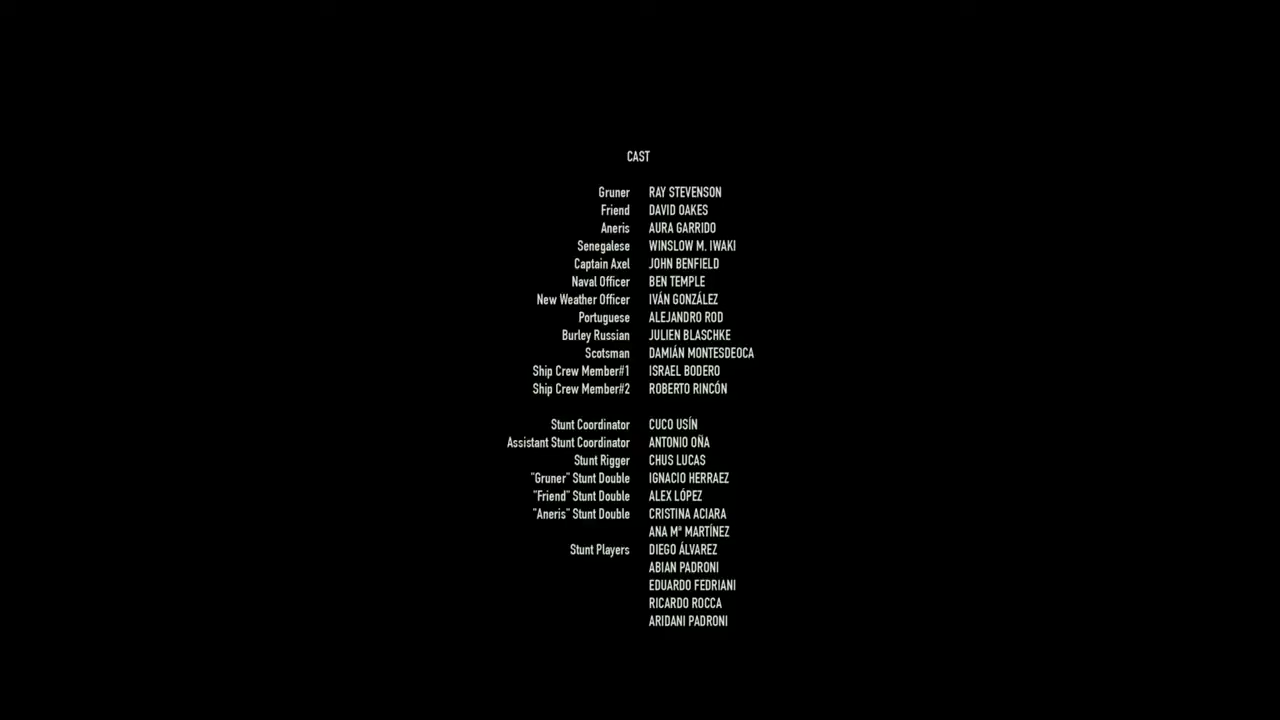 CAST
Gruner RAY STEVENSON
Friend DAVID OAKES
Aneris AURA GARRIDO
Senegalese WINSLOW M. IWAKI
Captain Axel JOHN BENFIELD
Naval Officer BEN TEMPLE
New Weather Officer IVÁN GONZÁLEZ
Portuguese ALEJANDRO ROD
Burley Russian JULIEN BLASCHKE
Scotsman DAMIÁN MONTESDEOCA
Ship Crew Member#1 ISRAEL BODERO
Ship Crew Member#2 ROBERTO RINCÓN
Stunt Coordinator CUCO USÍN
Assistant Stunt Coordinator ANTONIO OÑA
Stunt Rigger CHUS LUCAS
"Gruner" Stunt Double IGNACIO HERRAEZ
"Friend" Stunt Double ALEX LÓPEZ
"Aneris" Stunt Double CRISTINA ACIARA
ANA Mª MARTÍNEZ
Stunt Players DIEGO ÁLVAREZ
ABIAN PADRONI
EDUARDO FEDRIANI
RICARDO ROCCA
ARIDANI PADRONI